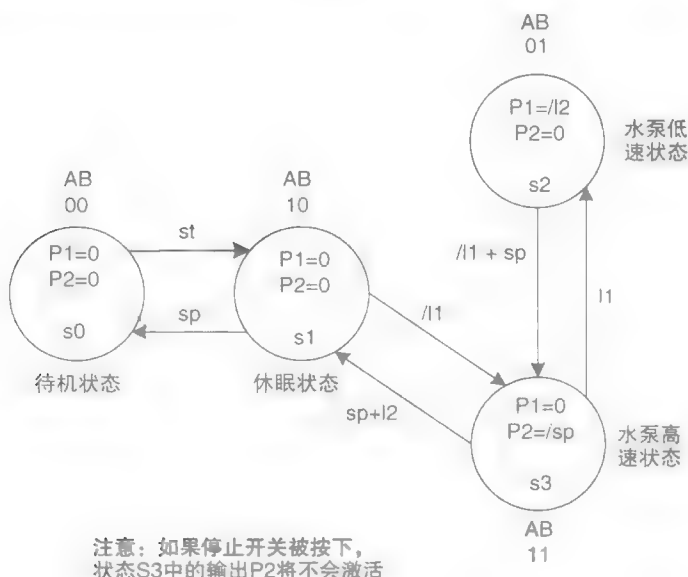 AB
01
P1=/l2
P2=0
s2
水泵低
速状态
AB
00
P1=0
P2=0
s0
待机状态
st
sp
AB
10
P1=0
P2=0
s1
休眠状态
/l1
sp+l2
/l1 + sp
l1
P1=0
P2=/sp
s3
水泵高
速状态
AB
11
注意：如果停止开关被按下，
状态S3中的输出P2将不会激活